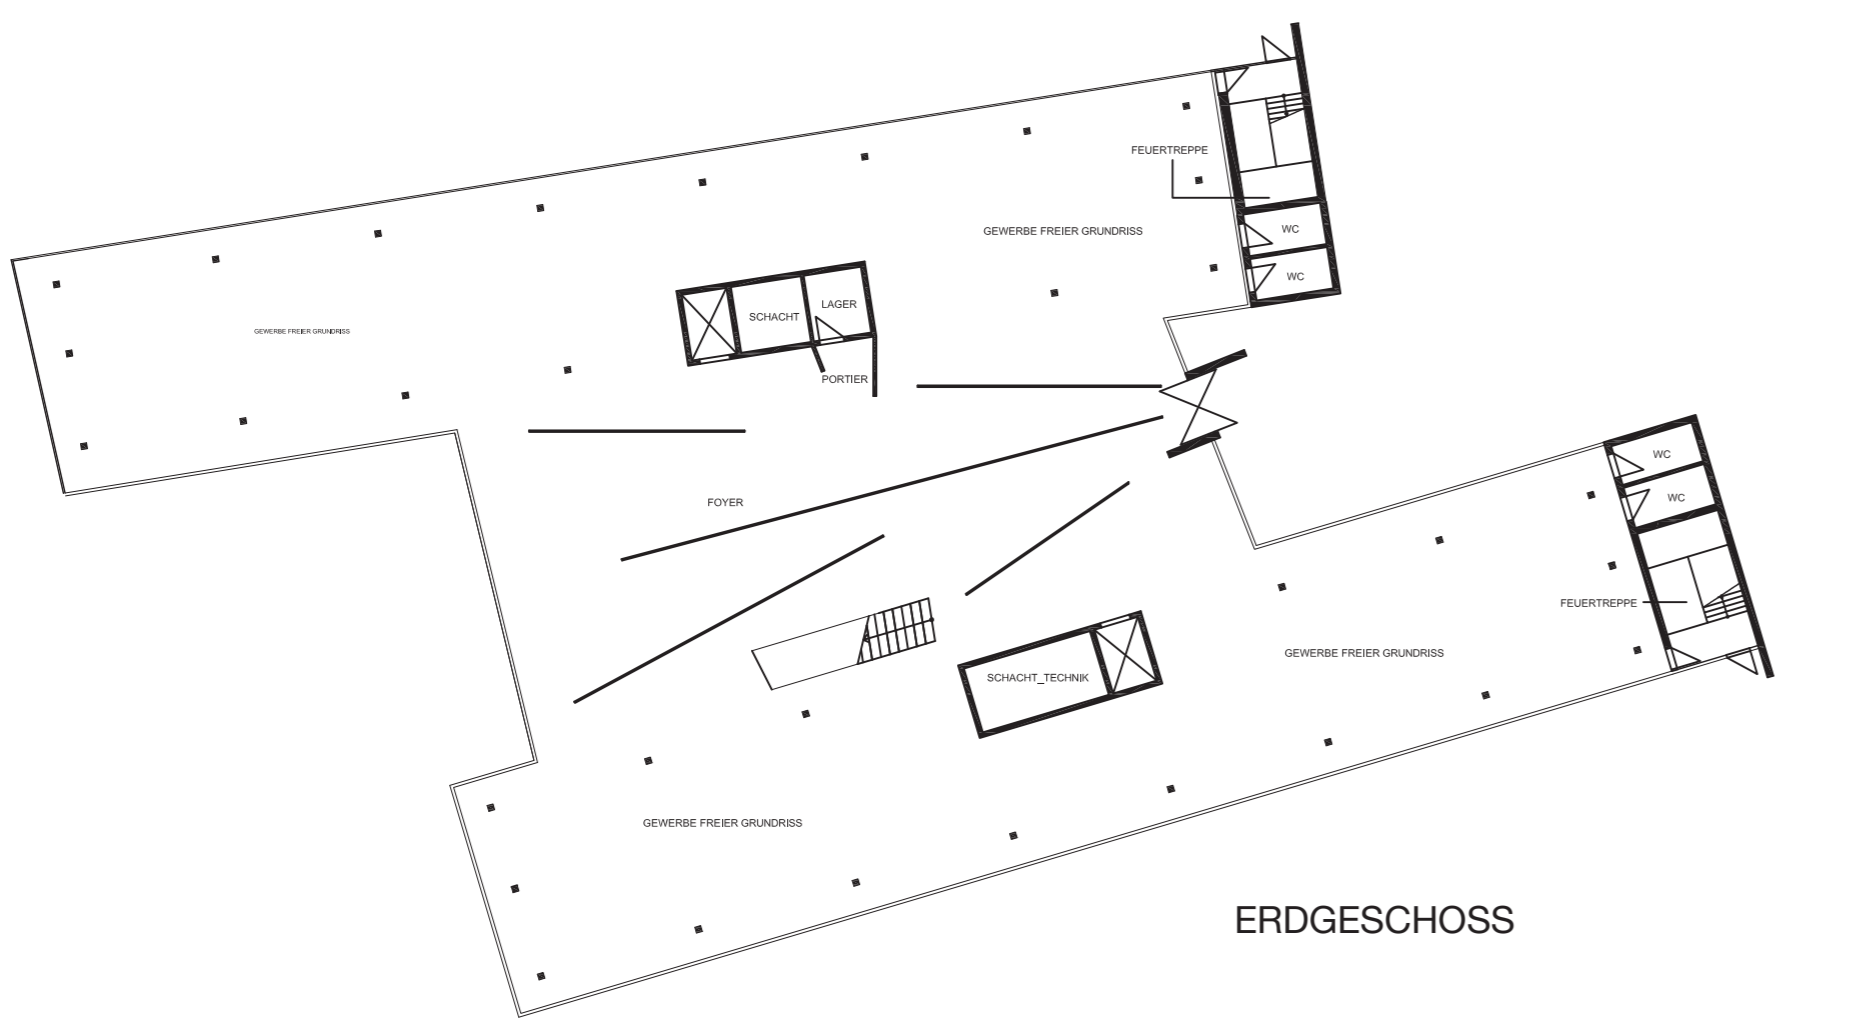 FEUERTREPPE
GEWERBE FREIER GRUNDRISS
WC
WC
SCHACHT
LAGER
GEWERBE FREIER GRUNDRISS
PORTIER
FOYER
WC
WC
FEUERTREPPE
GEWERBE FREIER GRUNDRISS
SCHACHT_TECHNIK
GEWERBE FREIER GRUNDRISS
ERDGESCHOSS